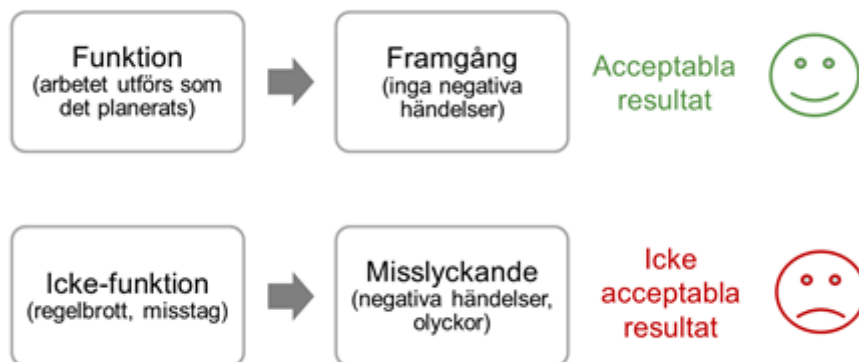 Funktion
(arbetet utförs som
det planerats)
Framgång
(inga negativa
händelser)
Acceptabla
resultat
Icke-funktion
(regelbrott, misstag)
Misslyckande
(negativa händelser,
olyckor)
Icke
acceptabla
resultat